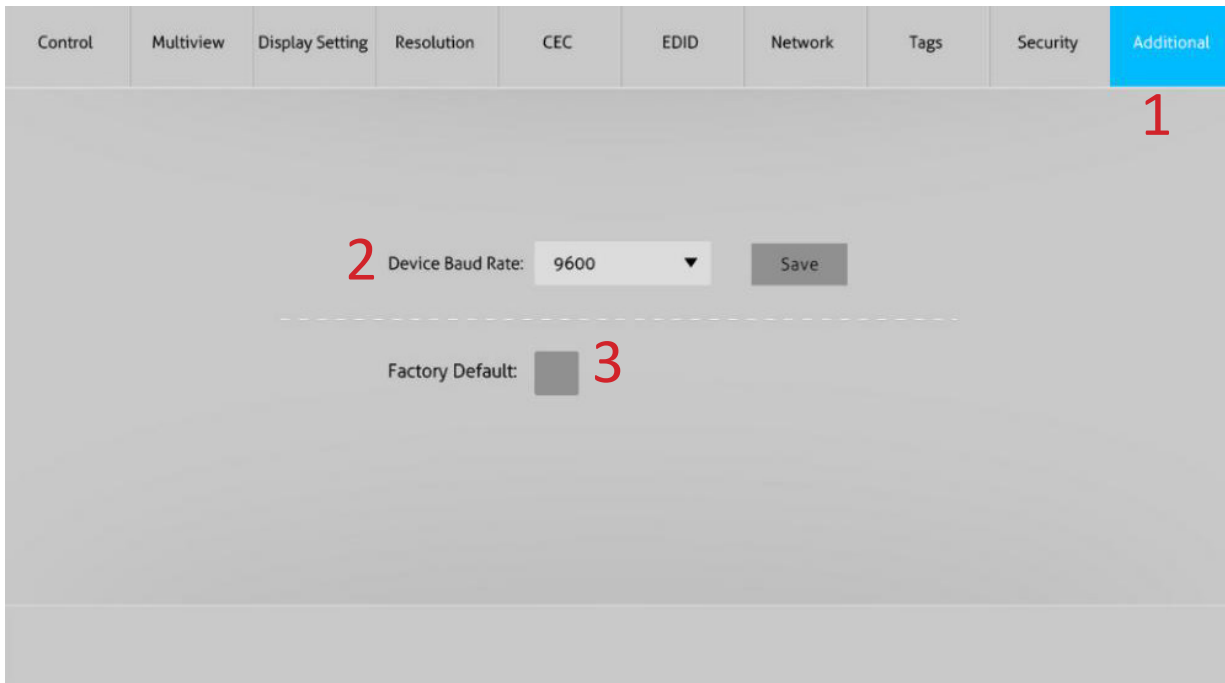 Control Multiview Display Setting Resolution CEC EDID Network Tags Security Additional
1
2 Device Baud Rate: 9600 Save
Factory Default: 3